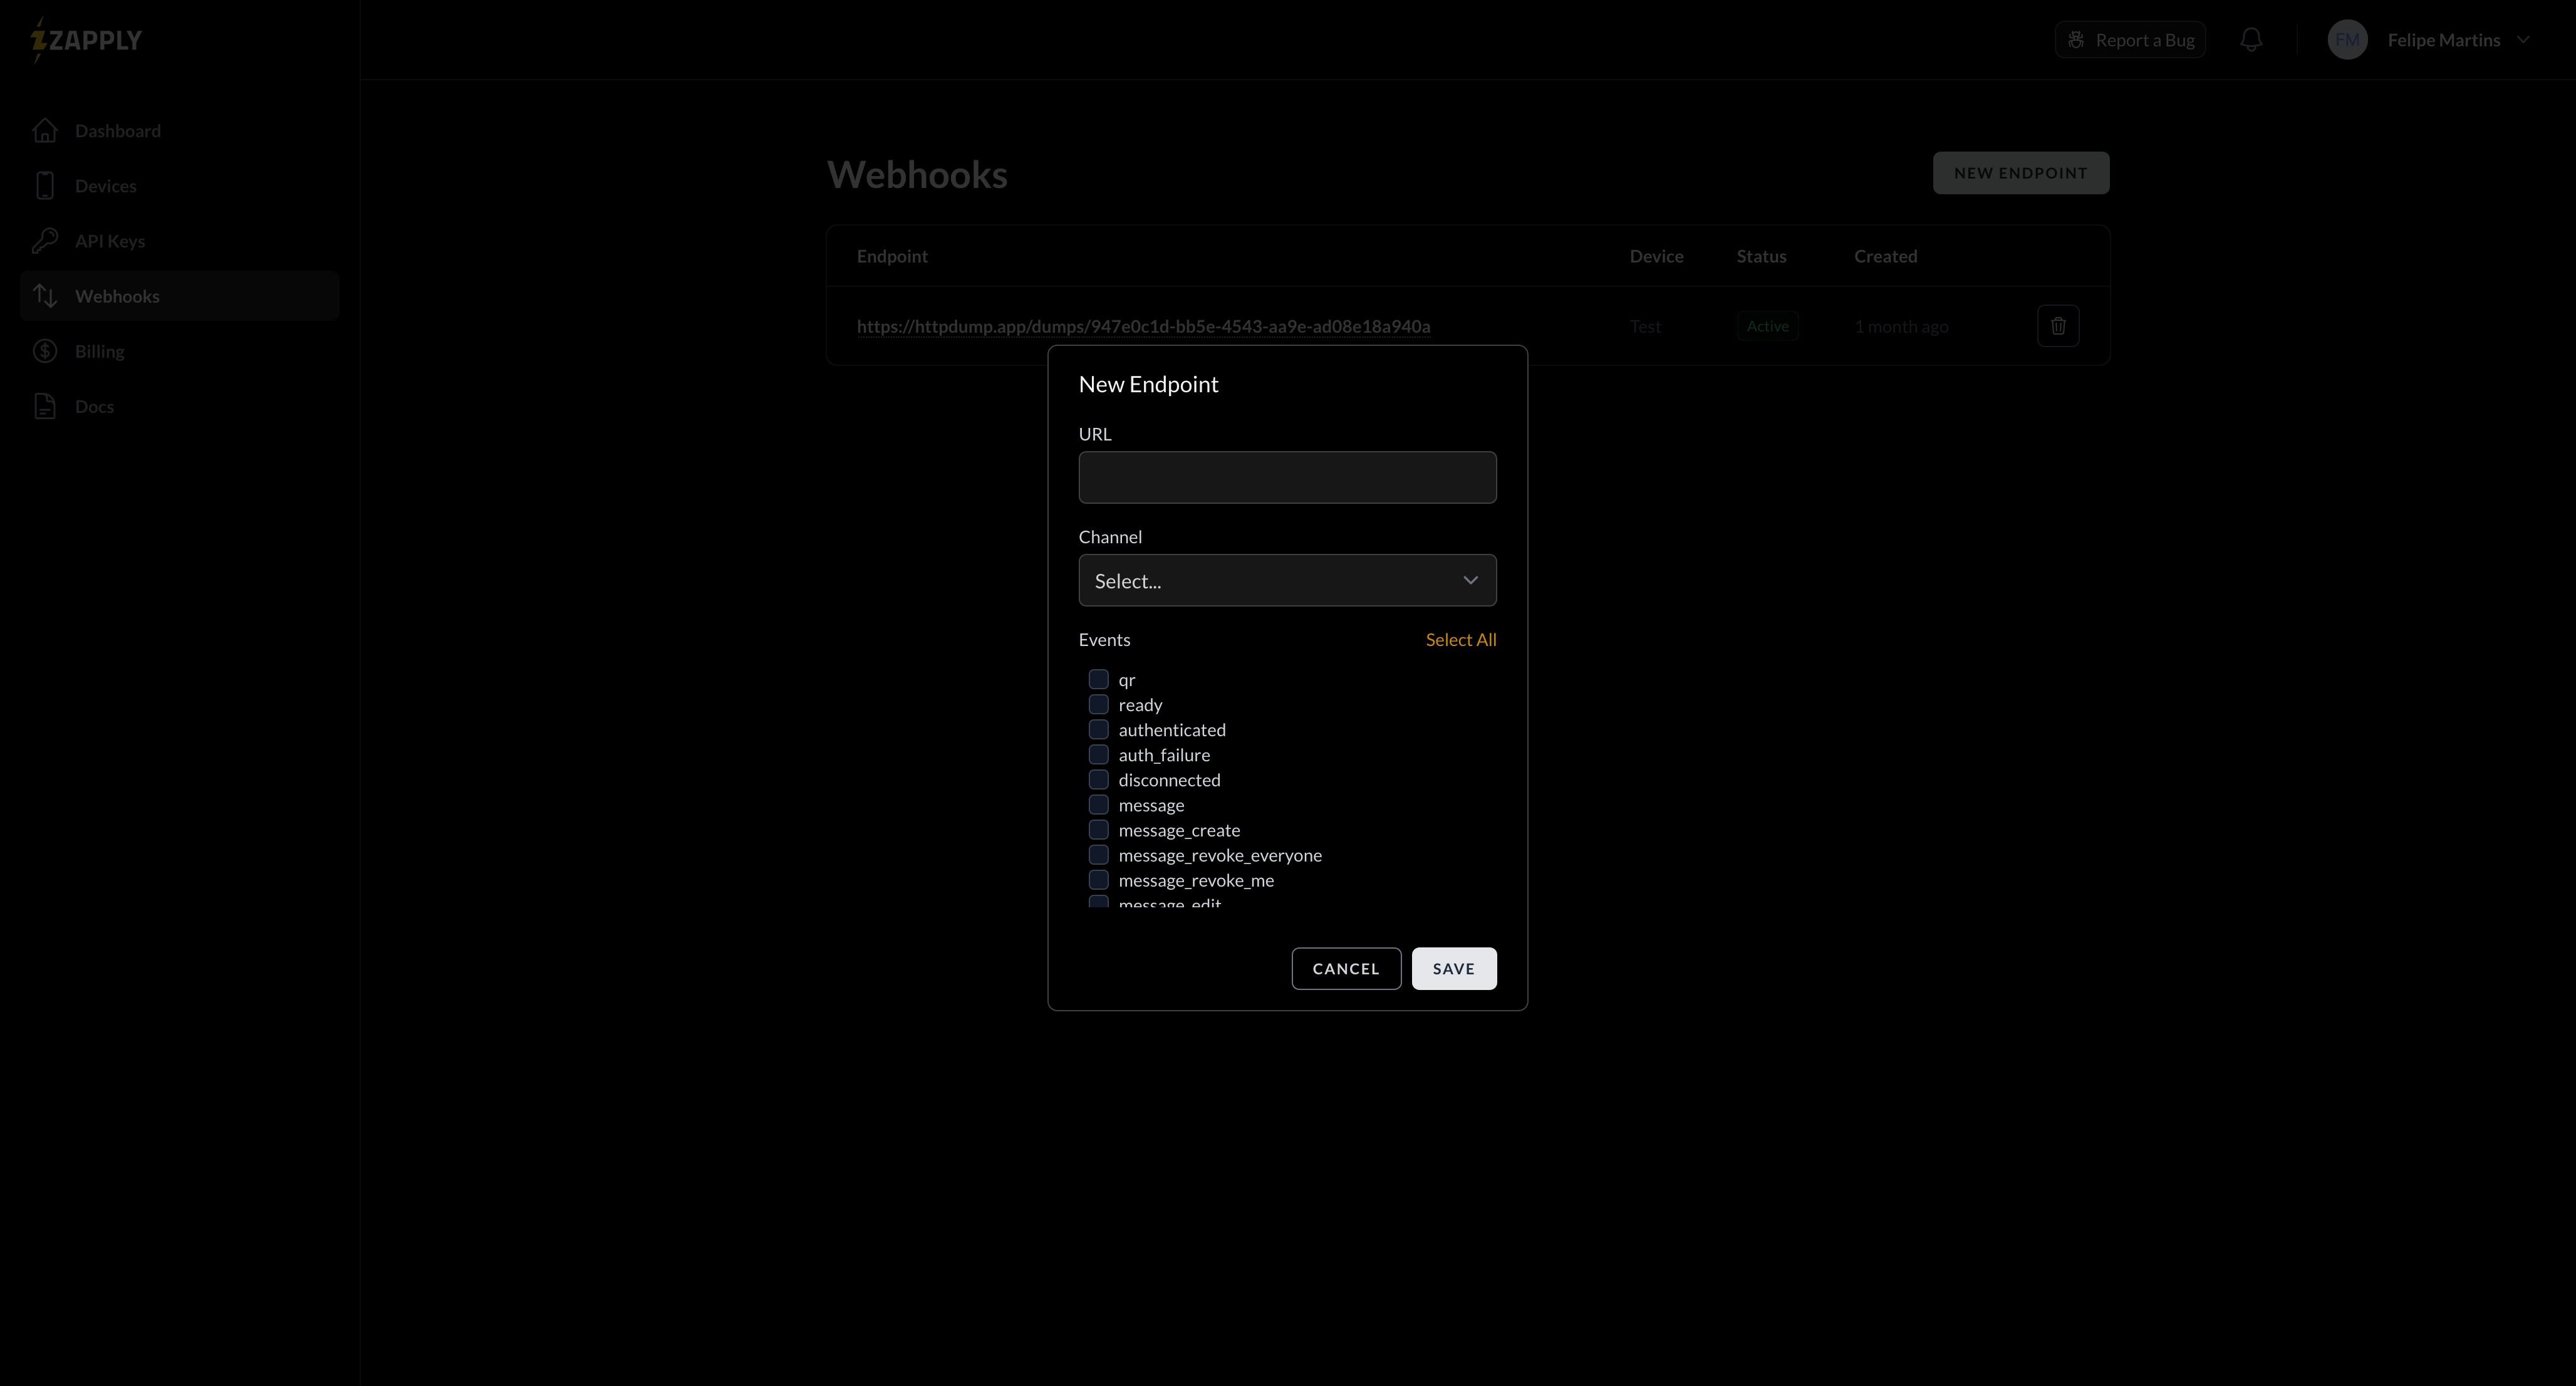 ZAPPLY
Report a Bug
FM
Felipe Martins
Dashboard
Devices
API Keys
Webhooks
Billing
Docs
Webhooks
NEW ENDPOINT
Endpoint Device Status Created
https://httpdump.app/dumps/947e0c1d-bb5e-4543-aa9e-ad08e18a940a Test Active 1 month ago
New Endpoint
URL
Channel
Select...
Events Select All
qr
ready
authenticated
auth_failure
disconnected
message
message_create
message_revoke_everyone
message_revoke_me
message_edit
CANCEL SAVE